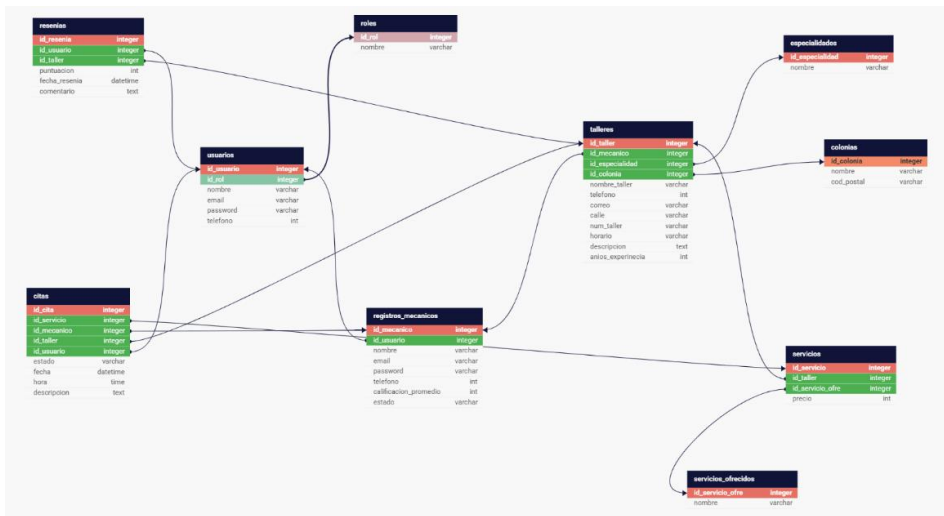 resenias
id_resenia integer
id_usuario integer
id_taller integer
puntuacion int
fecha_resenia datetime
comentario text
roles
id_rol integer
nombre varchar
especialidades
id_especialidad integer
nombre varchar
usuarios
id_usuario integer
id_rol integer
nombre varchar
email varchar
password varchar
telefono int
talleres
id_taller integer
id_mecanico integer
id_especialidad integer
id_colonia integer
nombre_taller varchar
telefono int
correo varchar
calle varchar
num_taller varchar
horario varchar
descripcion text
anios_experinecia int
colonias
id_colonia integer
nombre varchar
cod_postal varchar
citas
id_cita integer
id_servicio integer
id_mecanico integer
id_taller integer
id_usuario integer
estado varchar
fecha datetime
hora time
descripcion text
registros_mecanicos
id_mecanico integer
id_usuario integer
nombre varchar
email varchar
password varchar
telefono int
calificacion_promedio int
estado varchar
servicios
id_servicio integer
id_taller integer
id_servicio_ofre integer
precio int
servicios_ofrecidos
id_servicio_ofre integer
nombre varchar